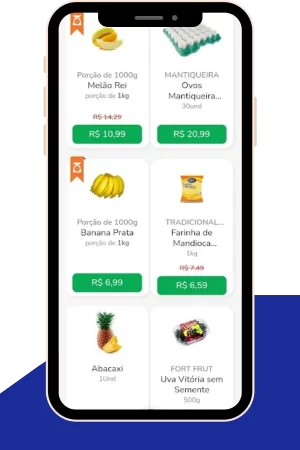 Porção de 1000g
Melão Rei
porção de 1kg
R$ 14,29
R$ 10,99
MANTIQUEIRA
Ovos
Mantiqueira...
30und
R$ 20,99
Porção de 1000g
Banana Prata
porção de 1kg
R$ 6,99
TRADICIONAL...
Farinha de
Mandioca...
1kg
R$ 7,49
R$ 6,59
Abacaxi
1Und
FORT FRUT
Uva Vitória sem
Semente
500g